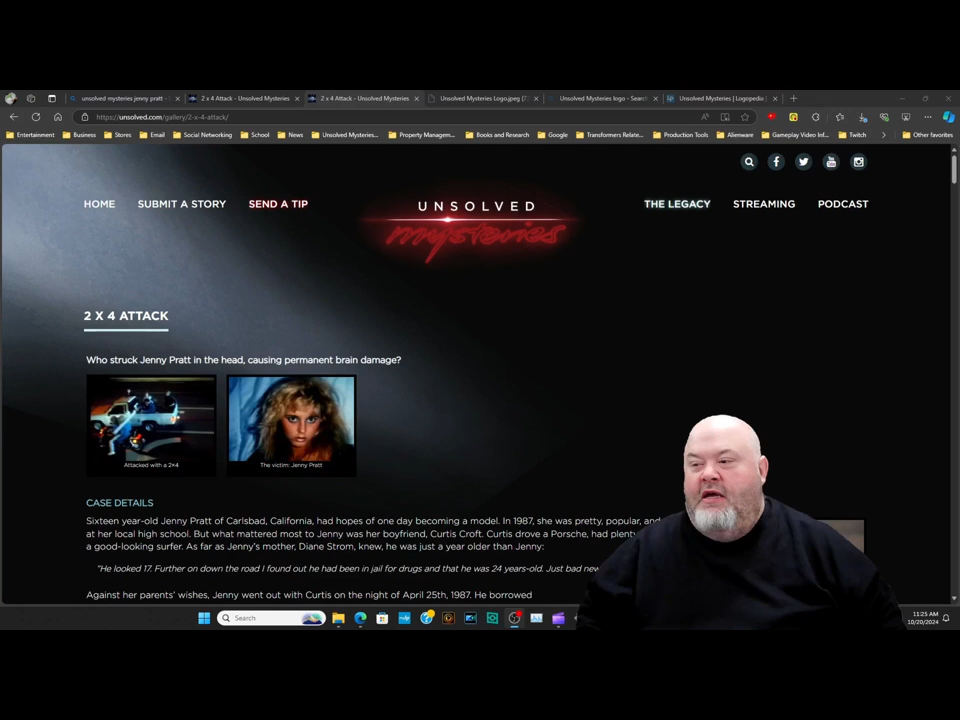 unsolved mysteries jenny pratt -
2 x 4 Attack - Unsolved Mysteries
2 x 4 Attack - Unsolved Mysteries
Unsolved Mysteries Logo.jpeg
Unsolved Mysteries logo - Search
Unsolved Mysteries | Logopedia |
https://unsolved.com/gallery/2-x-4-attack/
Entertainment
Business
Stores
Email
Social Networking
School
News
Unsolved Mysteries...
Property Managem...
Books and Research
Google
Transformers Relate...
Production Tools
Alienware
Gameplay Video Inf...
Twitch
Other favorites
HOME
SUBMIT A STORY
SEND A TIP
UNSOLVED
mysteries
THE LEGACY
STREAMING
PODCAST
2 X 4 ATTACK
Who struck Jenny Pratt in the head, causing permanent brain damage?
Attacked with a 2×4
The victim: Jenny Pratt
CASE DETAILS
Sixteen year-old Jenny Pratt of Carlsbad, California, had hopes of one day becoming a model. In 1987, she was pretty, popular, and
at her local high school. But what mattered most to Jenny was her boyfriend, Curtis Croft. Curtis drove a Porsche, had plenty
a good-looking surfer. As far as Jenny's mother, Diane Strom, knew, he was just a year older than Jenny:
"He looked 17. Further on down the road I found out he had been in jail for drugs and that he was 24 years-old. Just bad new
Against her parents' wishes, Jenny went out with Curtis on the night of April 25th, 1987. He borrowed
Search
11:25 AM
10/20/2024